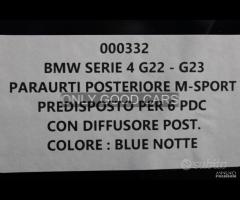 000332
BMW SERIE 4 G22 - G23
PARAURTI POSTERIORE M-SPORT
ONLY GOOD CARS
PREDISPOSTO PER 6 PDC
CON DIFFUSORE POST.
COLORE : BLUE NOTTE
subito